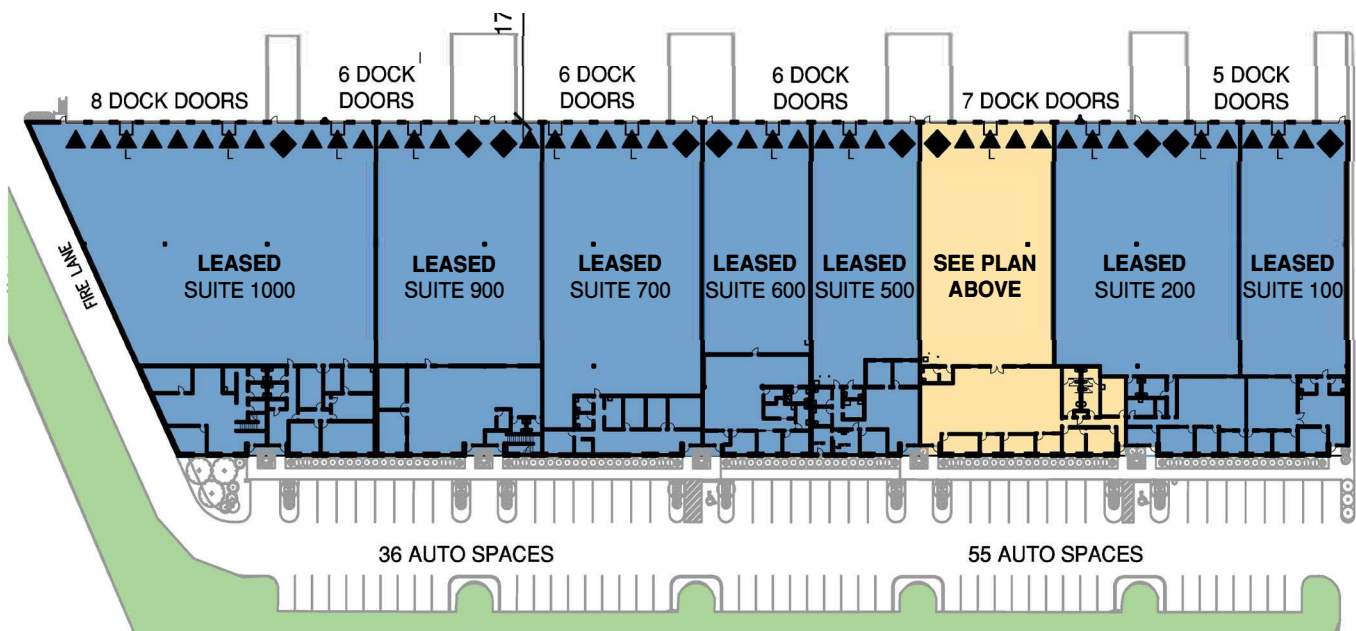 17
6 DOCK
DOORS
6 DOCK
DOORS
6 DOCK
DOORS
5 DOCK
DOORS
8 DOCK DOORS
7 DOCK DOORS
L
L
L
L
L
L
L
L
L
L
FIRE LANE
LEASED
SUITE 1000
LEASED
SUITE 900
LEASED
SUITE 700
LEASED
SUITE 600
LEASED
SUITE 500
SEE PLAN
ABOVE
LEASED
SUITE 200
LEASED
SUITE 100
36 AUTO SPACES
55 AUTO SPACES